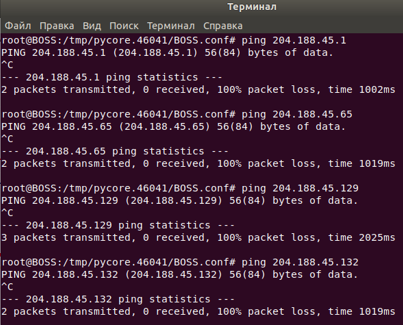 Терминал
Файл Правка Вид Поиск Терминал Справка
root@BOSS:/tmp/pycore.46041/BOSS.conf# ping 204.188.45.1
PING 204.188.45.1 (204.188.45.1) 56(84) bytes of data.
^C
--- 204.188.45.1 ping statistics ---
2 packets transmitted, 0 received, 100% packet loss, time 1002ms
root@BOSS:/tmp/pycore.46041/BOSS.conf# ping 204.188.45.65
PING 204.188.45.65 (204.188.45.65) 56(84) bytes of data.
^C
--- 204.188.45.65 ping statistics ---
2 packets transmitted, 0 received, 100% packet loss, time 1019ms
root@BOSS:/tmp/pycore.46041/BOSS.conf# ping 204.188.45.129
PING 204.188.45.129 (204.188.45.129) 56(84) bytes of data.
^C
--- 204.188.45.129 ping statistics ---
3 packets transmitted, 0 received, 100% packet loss, time 2025ms
root@BOSS:/tmp/pycore.46041/BOSS.conf# ping 204.188.45.132
PING 204.188.45.132 (204.188.45.132) 56(84) bytes of data.
^C
--- 204.188.45.132 ping statistics ---
2 packets transmitted, 0 received, 100% packet loss, time 1019ms